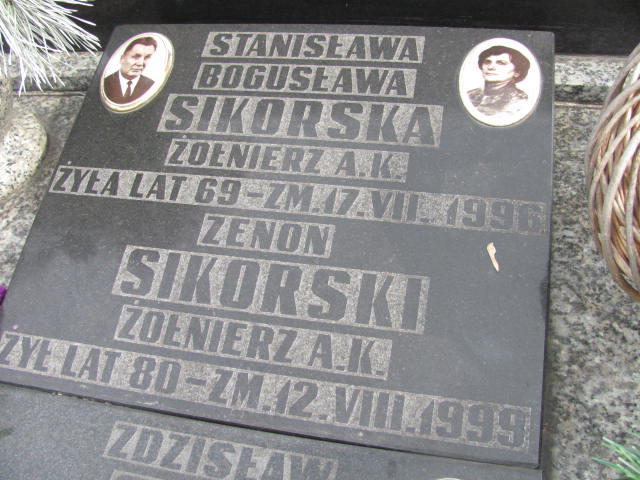 STANISŁAWA
BOGUSŁAWA
SIKORSKA
ŻOŁNIERZ A.K.
ŻYŁA LAT 69 – ZM. 17. VII. 1996
ZENON
SIKORSKI
ŻOŁNIERZ A.K.
ŻYŁ LAT 80 – ZM. 12. VIII. 1999
ZDZISŁAW